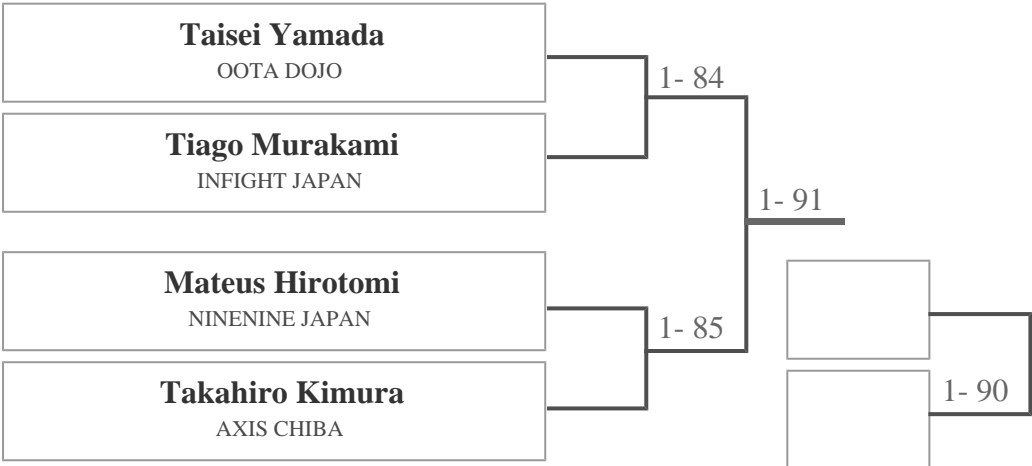 Taisei Yamada
OOTA DOJO
1- 84
Tiago Murakami
INFIGHT JAPAN
1- 91
Mateus Hirotomi
NINENINE JAPAN
1- 85
Takahiro Kimura
AXIS CHIBA
1- 90